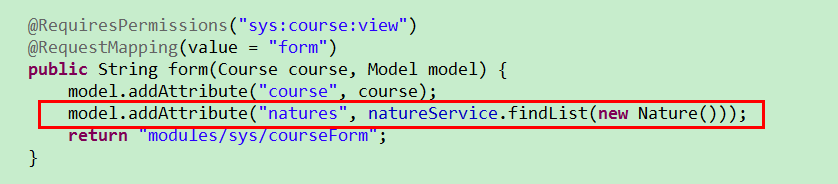 @RequiresPermissions("sys:course:view")
@RequestMapping(value = "form")
public String form(Course course, Model model) {
    model.addAttribute("course", course);
    model.addAttribute("natures", natureService.findList(new Nature()));
    return "modules/sys/courseForm";
}